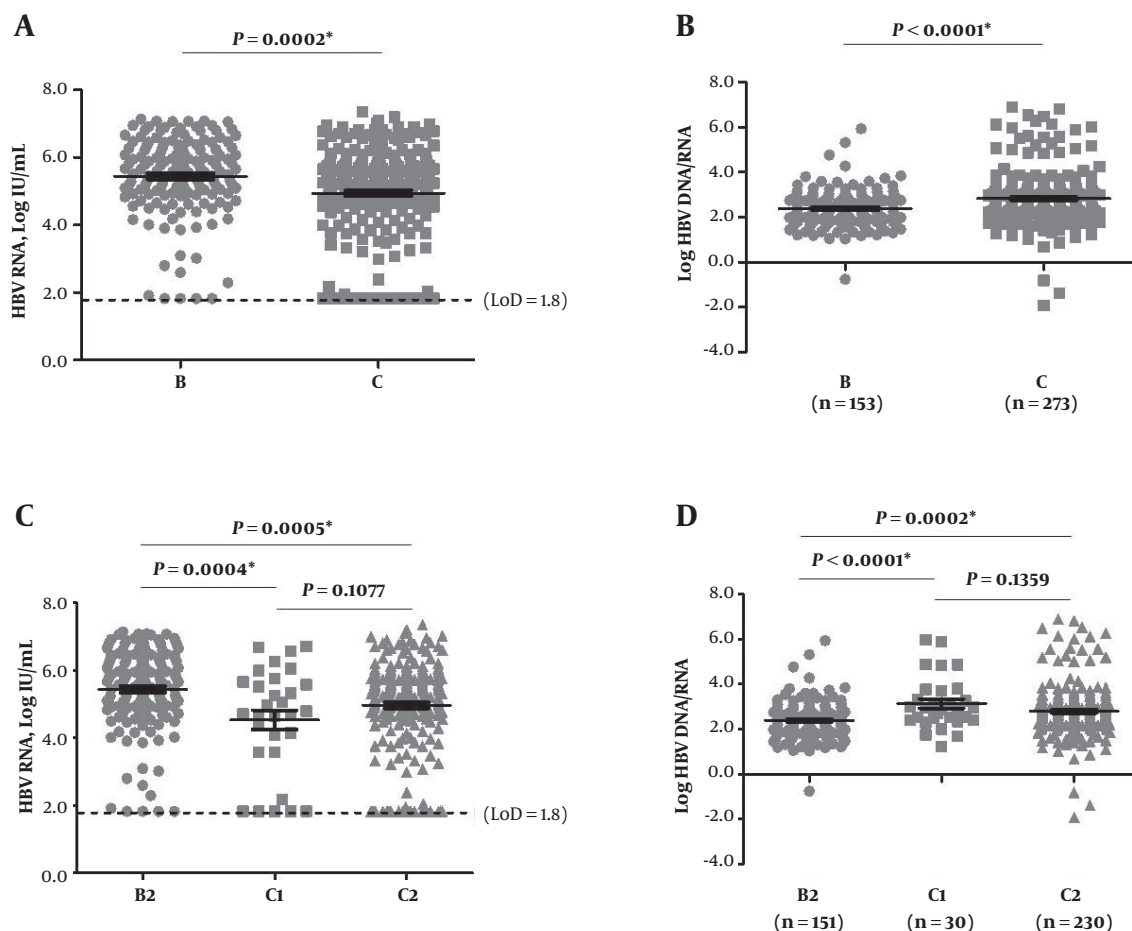 A
P = 0.0002*
HBV RNA, Log IU/mL
8.0
6.0
4.0
2.0
0.0
(LoD = 1.8)
B
C
B
P < 0.0001*
Log HBV DNA/RNA
8.0
6.0
4.0
2.0
0.0
-2.0
-4.0
B
C
(n = 153)
(n = 273)
C
P = 0.0005*
P = 0.0004*
P = 0.1077
HBV RNA, Log IU/mL
8.0
6.0
4.0
2.0
0.0
(LoD = 1.8)
B2
C1
C2
D
P = 0.0002*
P < 0.0001*
P = 0.1359
Log HBV DNA/RNA
8.0
6.0
4.0
2.0
0.0
-2.0
-4.0
B2
C1
C2
(n = 151)
(n = 30)
(n = 230)